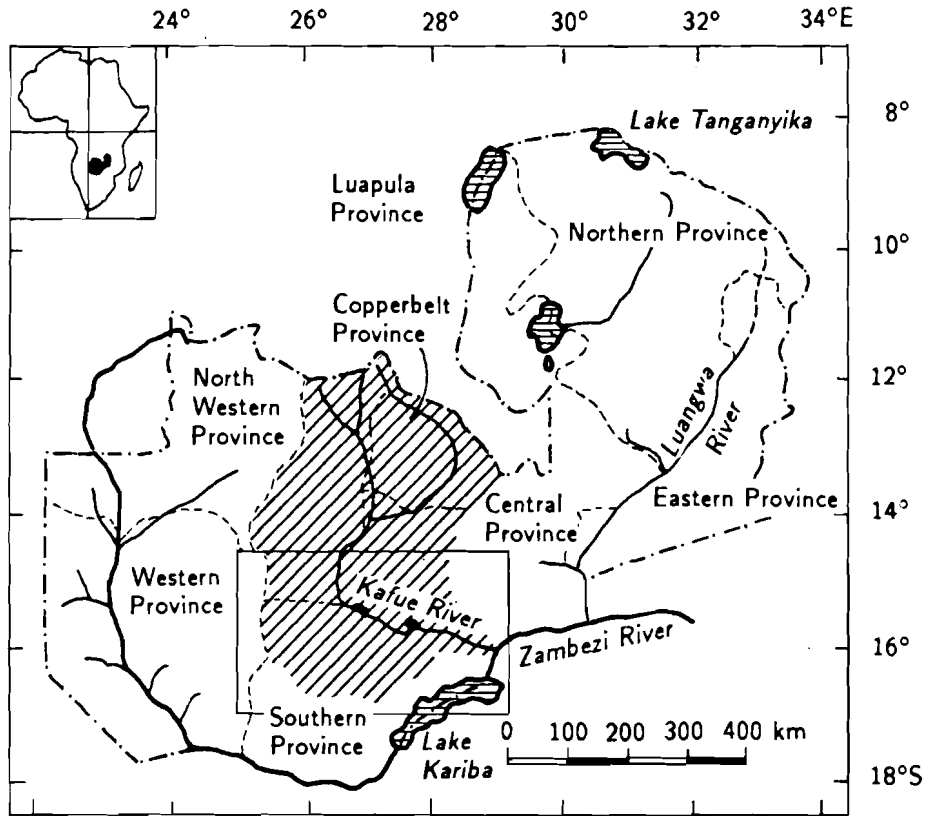 24°
26°
28°
30°
32°
34°E
8°
Lake Tanganyika
Luapula
Province
Northern Province
10°
Copperbelt
Province
North
Western
Province
12°
Luangwa
River
Eastern Province
Central
Province
14°
Western
Province
Kafue River
Zambezi River
16°
Southern
Province
Lake
Kariba
0 100 200 300 400 km
18°S